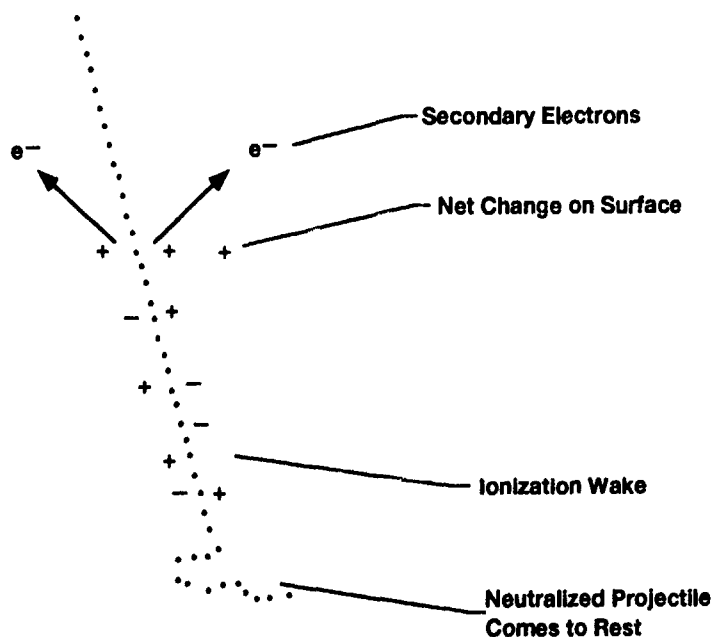 Secondary Electrons
e−
e−
Net Change on Surface
+ + +
− +
+ −
−
+
Ionization Wake
− +
Neutralized Projectile
Comes to Rest